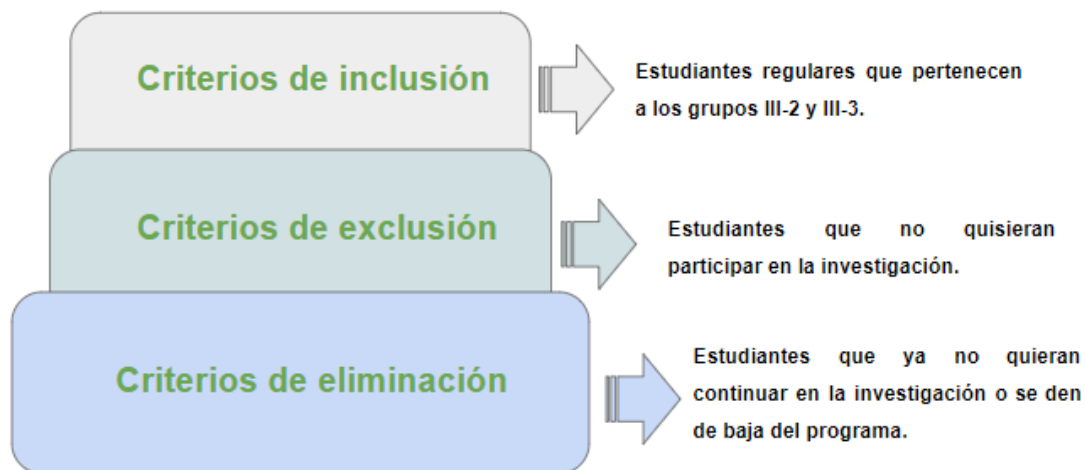 Criterios de inclusión
Estudiantes regulares que pertenecen
a los grupos III-2 y III-3.
Criterios de exclusión
Estudiantes que no quisieran
participar en la investigación.
Criterios de eliminación
Estudiantes que ya no quieran
continuar en la investigación o se den
de baja del programa.